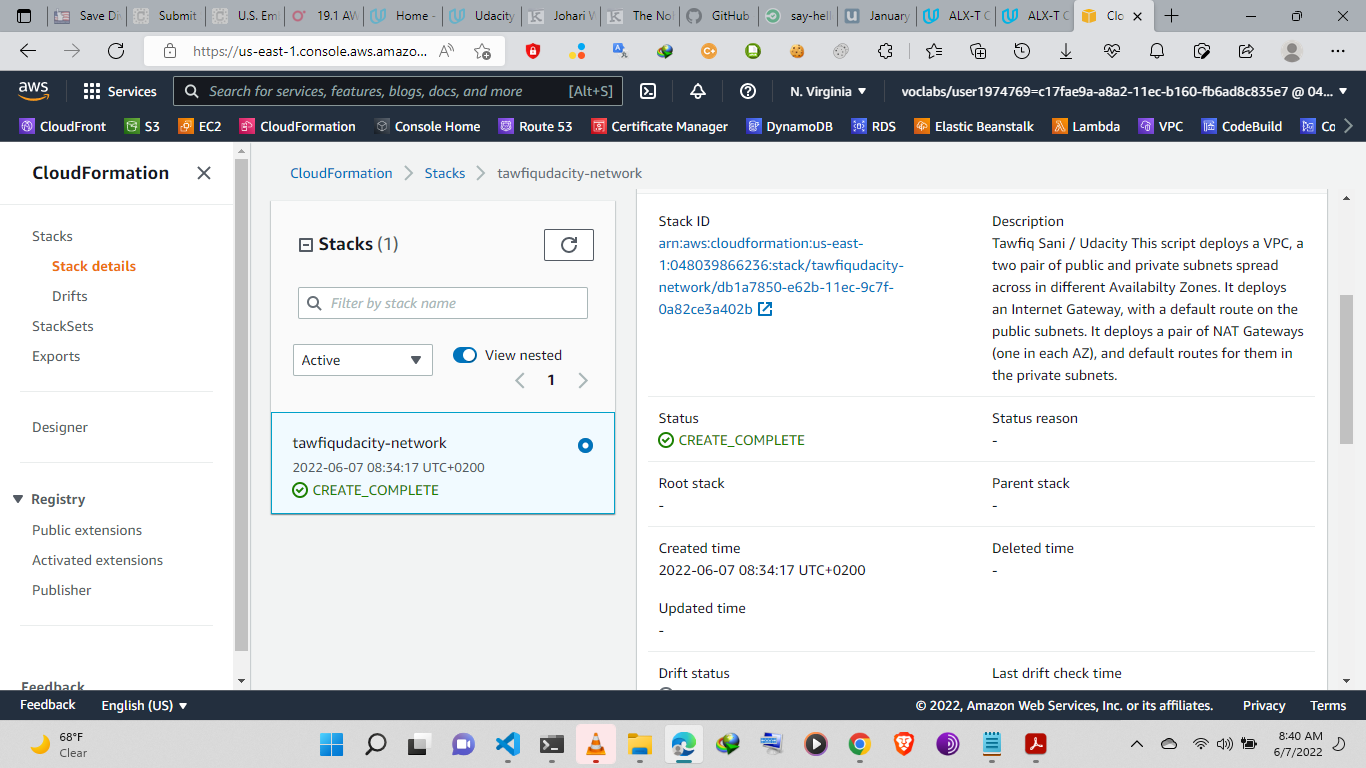 Save Di
Submit
U.S. Em
19.1 AW
Home -
Udacity
Johari W
The No
GitHub
say-hell
January
ALX-T C
ALX-T C
Clo
https://us-east-1.console.aws.amazo...
aws
Services
Search for services, features, blogs, docs, and more [Alt+S]
N. Virginia
voclabs/user1974769=c17fae9a-a8a2-11ec-b160-fb6ad8c835e7 @ 04...
CloudFront
S3
EC2
CloudFormation
Console Home
Route 53
Certificate Manager
DynamoDB
RDS
Elastic Beanstalk
Lambda
VPC
CodeBuild
Co
CloudFormation
Stacks
Stack details
Drifts
StackSets
Exports
Designer
Registry
Public extensions
Activated extensions
Publisher
Feedback
CloudFormation
Stacks
tawfiqudacity-network
Stacks (1)
Filter by stack name
Active
View nested
1
tawfiqudacity-network
2022-06-07 08:34:17 UTC+0200
CREATE_COMPLETE
Stack ID
arn:aws:cloudformation:us-east-
1:048039866236:stack/tawfiqudacity-
network/db1a7850-e62b-11ec-9c7f-
0a82ce3a402b
Description
Tawfiq Sani / Udacity This script deploys a VPC, a
two pair of public and private subnets spread
across in different Availabilty Zones. It deploys
an Internet Gateway, with a default route on the
public subnets. It deploys a pair of NAT Gateways
(one in each AZ), and default routes for them in
the private subnets.
Status
CREATE_COMPLETE
Status reason
-
Root stack
-
Parent stack
-
Created time
2022-06-07 08:34:17 UTC+0200
Deleted time
-
Updated time
-
Drift status
Last drift check time
Feedback
English (US)
© 2022, Amazon Web Services, Inc. or its affiliates.
Privacy
Terms
68°F
Clear
8:40 AM
6/7/2022